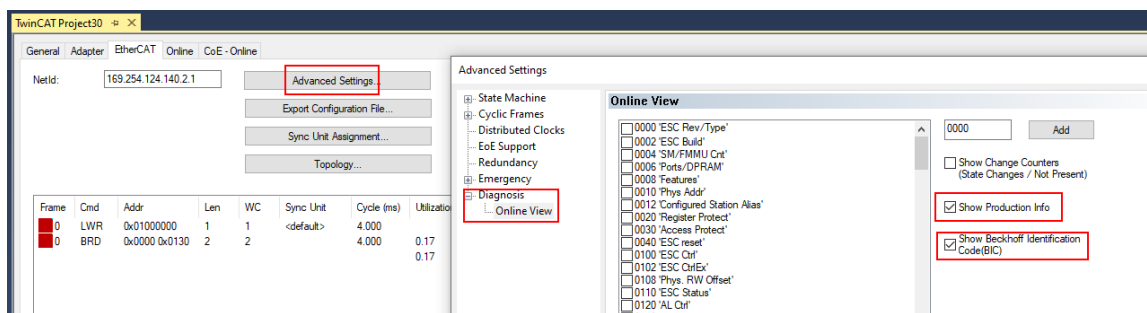 TwinCAT Project30
General Adapter EtherCAT Online CoE - Online
NetId: 169.254.124.140.2.1
Advanced Settings...
Export Configuration File...
Sync Unit Assignment...
Topology...
Frame Cmd Addr Len WC Sync Unit Cycle (ms) Utilizatio
0 LWR 0x01000000 1 1 <default> 4.000
0 BRD 0x0000 0x0130 2 2 4.000 0.17
0.17
Advanced Settings
State Machine
Cyclic Frames
Distributed Clocks
EoE Support
Redundancy
Emergency
Diagnosis
Online View
Online View
0000 'ESC Rev/Type'
0002 'ESC Build'
0004 'SM/FMMU Cnt'
0006 'Ports/DPRAM'
0008 'Features'
0010 'Phys Addr'
0012 'Configured Station Alias'
0020 'Register Protect'
0030 'Access Protect'
0040 'ESC reset'
0100 'ESC Ctrl'
0102 'ESC CtrlEx'
0108 'Phys. RW Offset'
0110 'ESC Status'
0120 'AL Ctrl'
0000 Add
Show Change Counters
(State Changes / Not Present)
Show Production Info
Show Beckhoff Identification
Code(BIC)